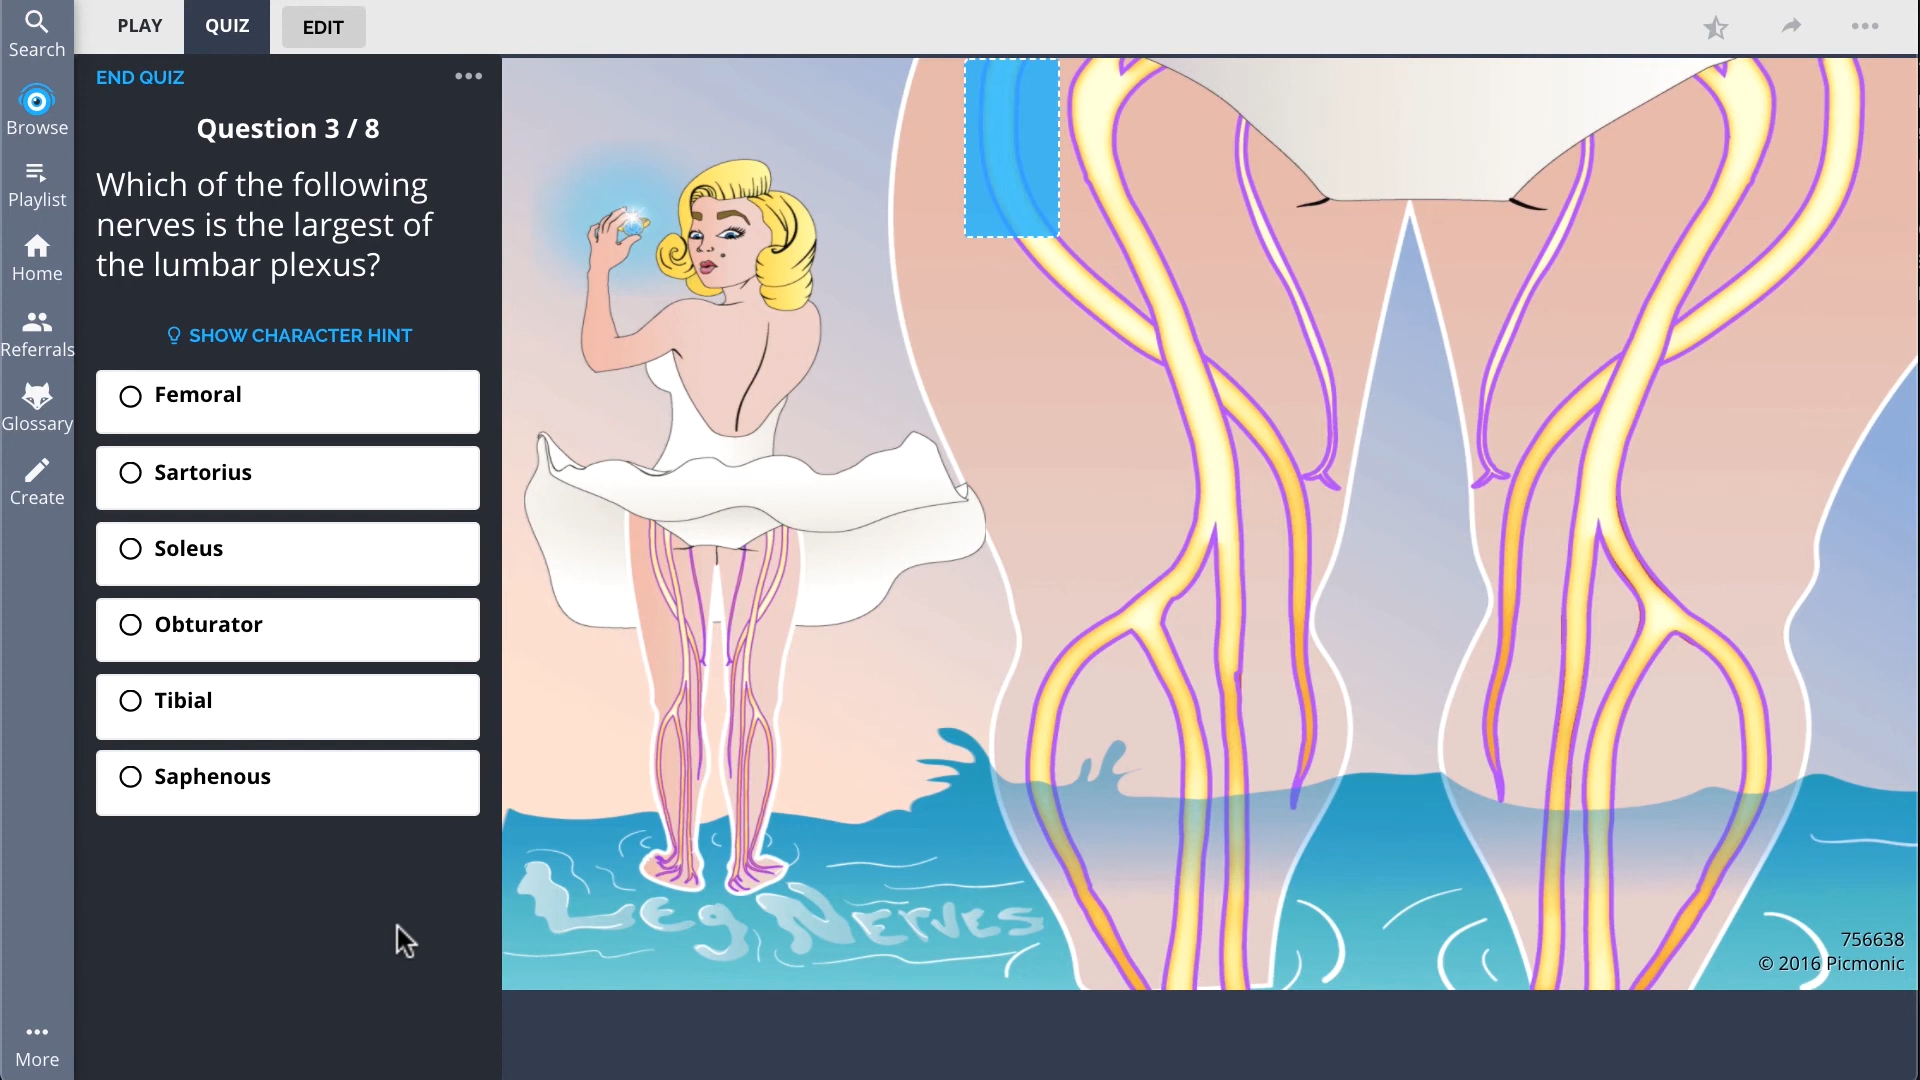 PLAY
QUIZ
EDIT
Search
Browse
Playlist
Home
Referrals
Glossary
Create
More
END QUIZ
Question 3 / 8
Which of the following
nerves is the largest of
the lumbar plexus?
SHOW CHARACTER HINT
Femoral
Sartorius
Soleus
Obturator
Tibial
Saphenous
Leg Nerves
756638
© 2016 Picmonic